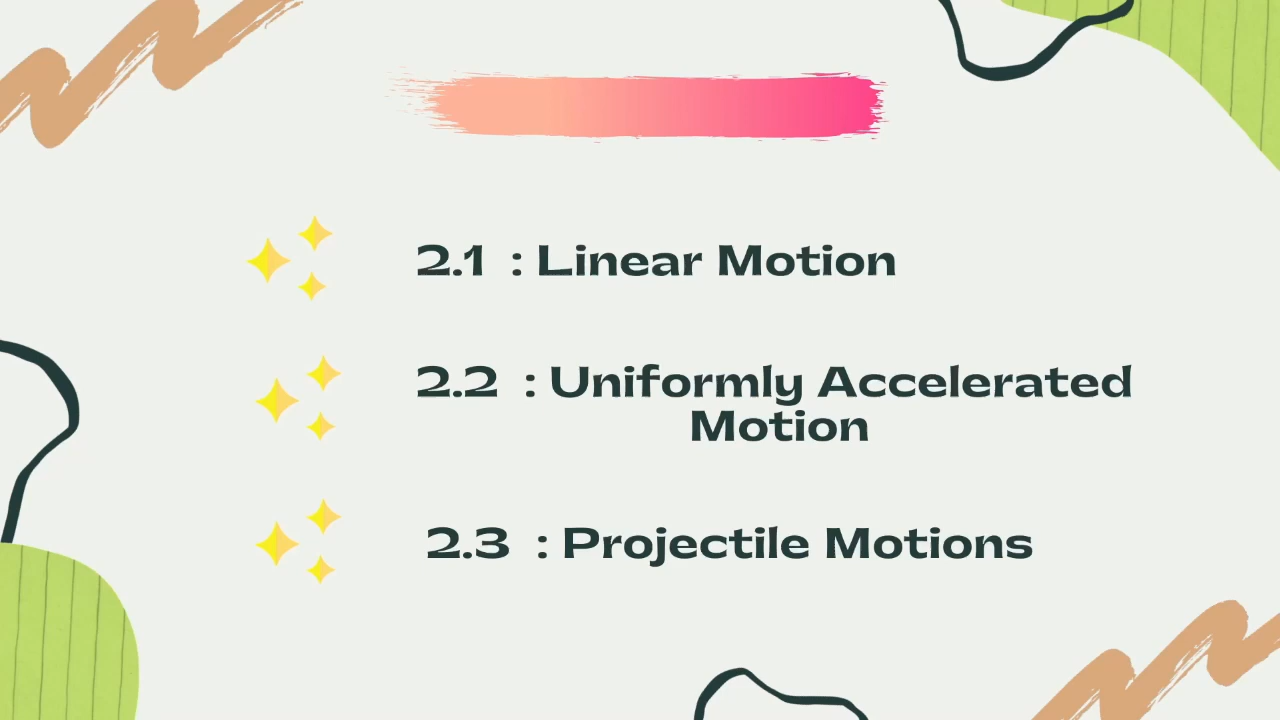 2.1 : Linear Motion
2.2 : Uniformly Accelerated
Motion
2.3 : Projectile Motions